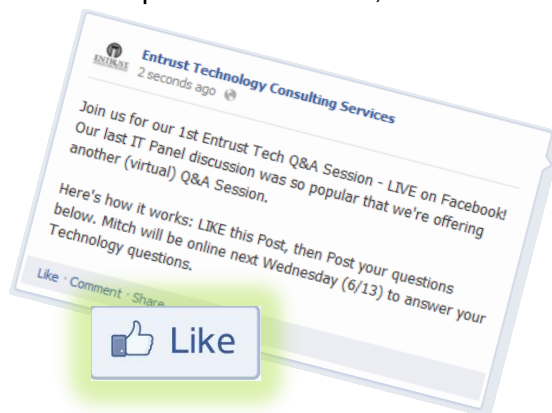 ENTRUST
Entrust Technology Consulting Services
2 seconds ago
Join us for our 1st Entrust Tech Q&A Session - LIVE on Facebook!
Our last IT Panel discussion was so popular that we're offering
another (virtual) Q&A Session.
Here's how it works: LIKE this Post, then Post your questions
below. Mitch will be online next Wednesday (6/13) to answer your
Technology questions.
Like · Comment · Share
Like